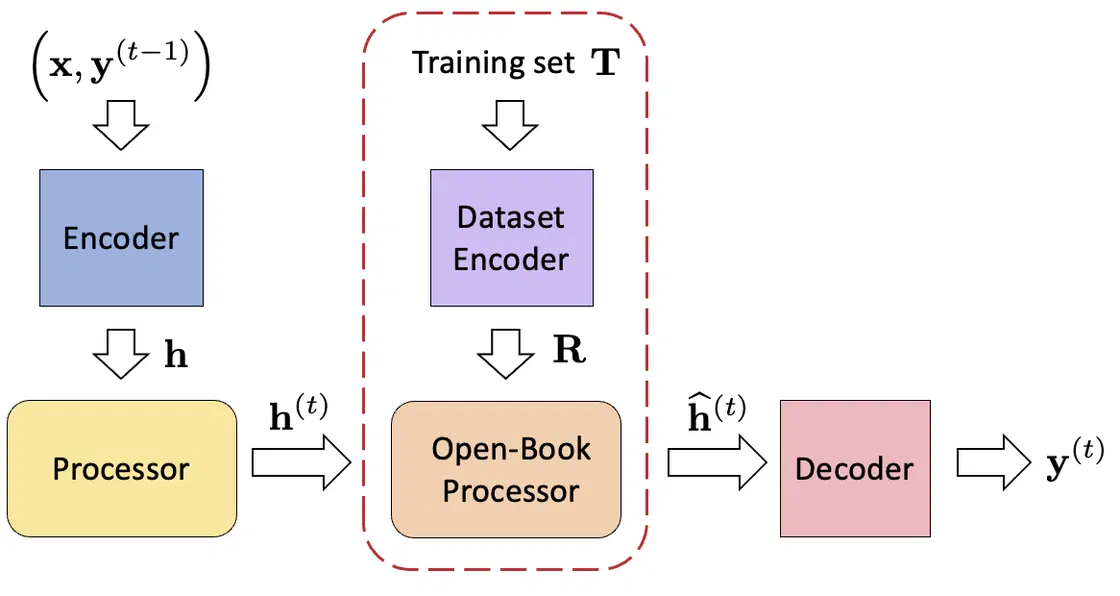 (x, y^(t−1))
Training set T
Encoder
Dataset
Encoder
h
R
Processor
h^(t)
Open-Book
Processor
ĥ^(t)
Decoder
y^(t)